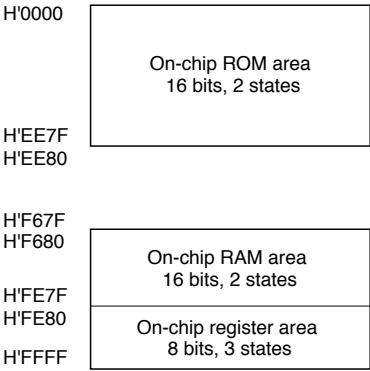 H'0000
On-chip ROM area
16 bits, 2 states
H'EE7F
H'EE80
H'F67F
H'F680
On-chip RAM area
16 bits, 2 states
H'FE7F
H'FE80
On-chip register area
8 bits, 3 states
H'FFFF